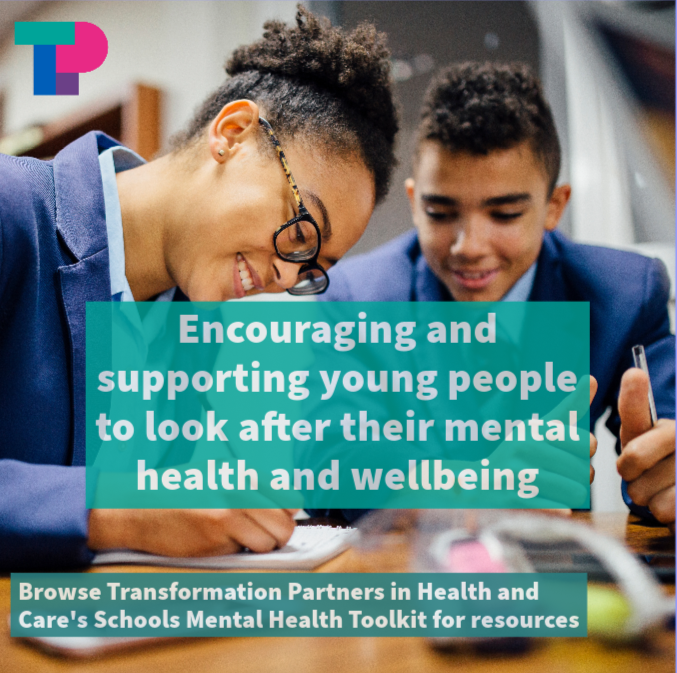 TP
Encouraging and
supporting young people
to look after their mental
health and wellbeing
Browse Transformation Partners in Health and
Care's Schools Mental Health Toolkit for resources